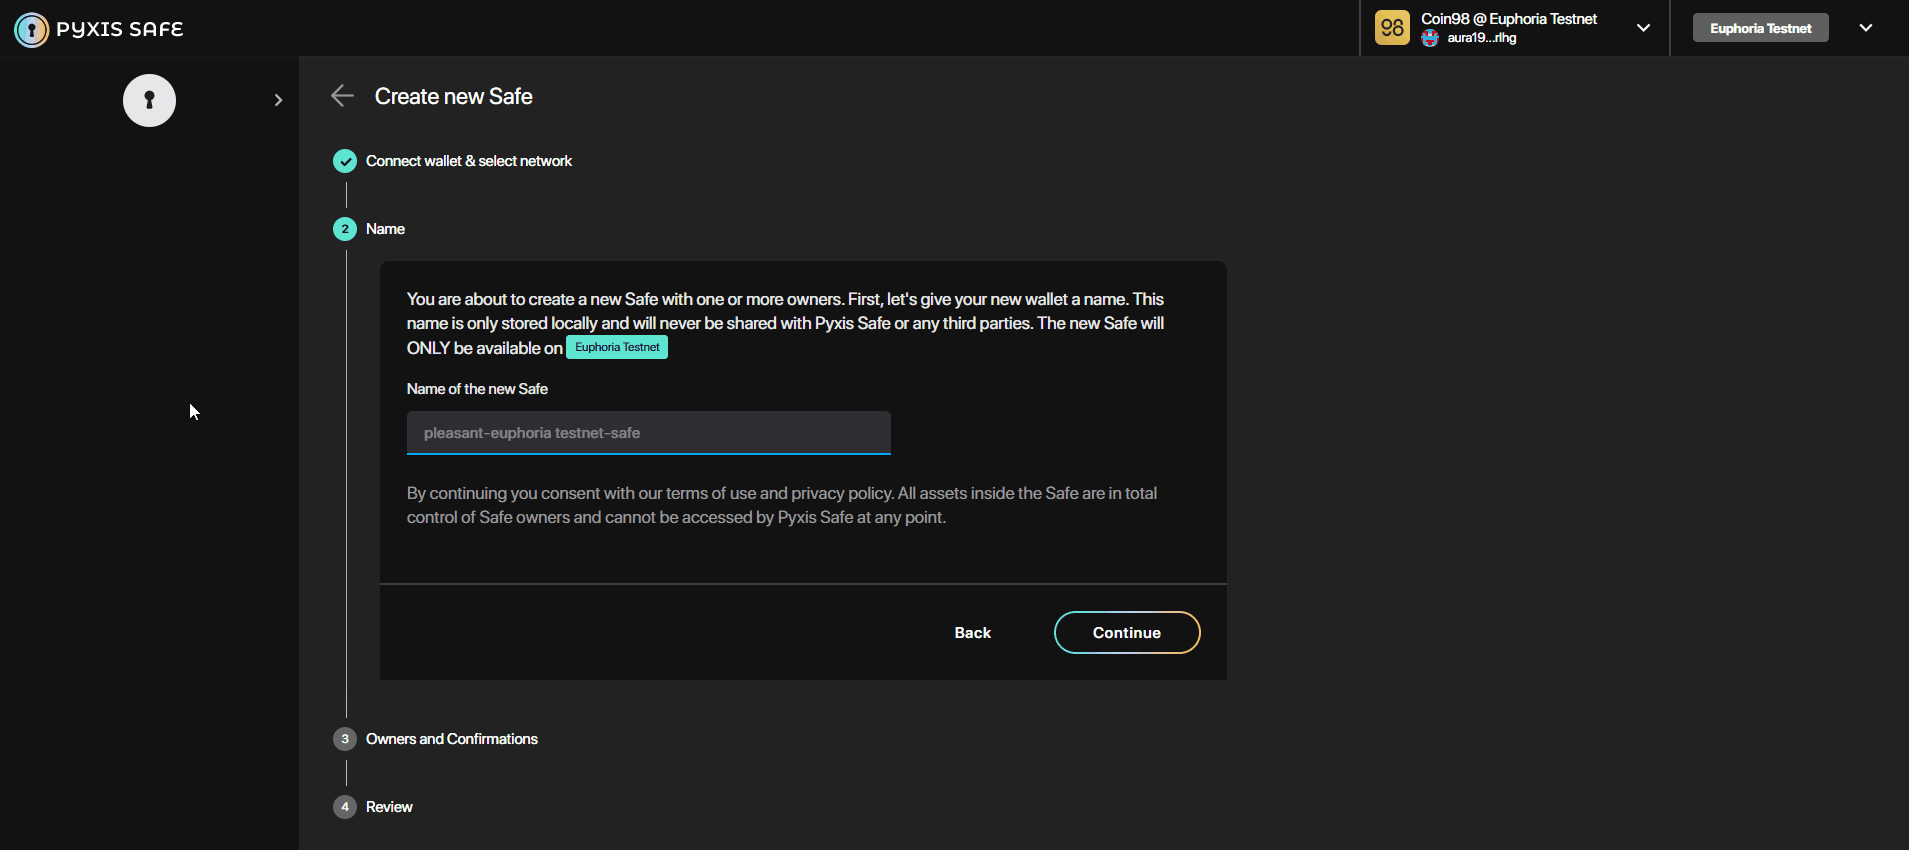 PYXIS SAFE
98
Coin98 @ Euphoria Testnet
aura19...rlhg
Euphoria Testnet
Create new Safe
Connect wallet & select network
2 Name
You are about to create a new Safe with one or more owners. First, let's give your new wallet a name. This
name is only stored locally and will never be shared with Pyxis Safe or any third parties. The new Safe will
ONLY be available on Euphoria Testnet
Name of the new Safe
pleasant-euphoria testnet-safe
By continuing you consent with our terms of use and privacy policy. All assets inside the Safe are in total
control of Safe owners and cannot be accessed by Pyxis Safe at any point.
Back
Continue
3 Owners and Confirmations
4 Review